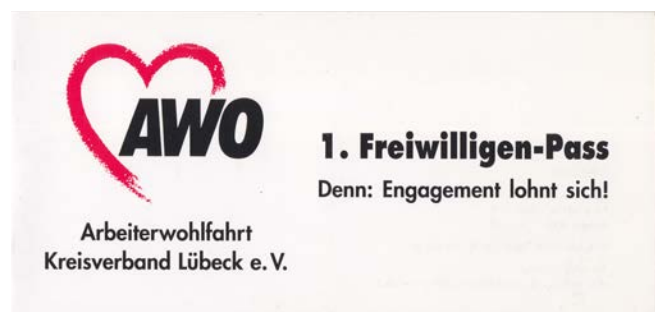 AWO
Arbeiterwohlfahrt
Kreisverband Lübeck e. V.
1. Freiwilligen-Pass
Denn: Engagement lohnt sich!